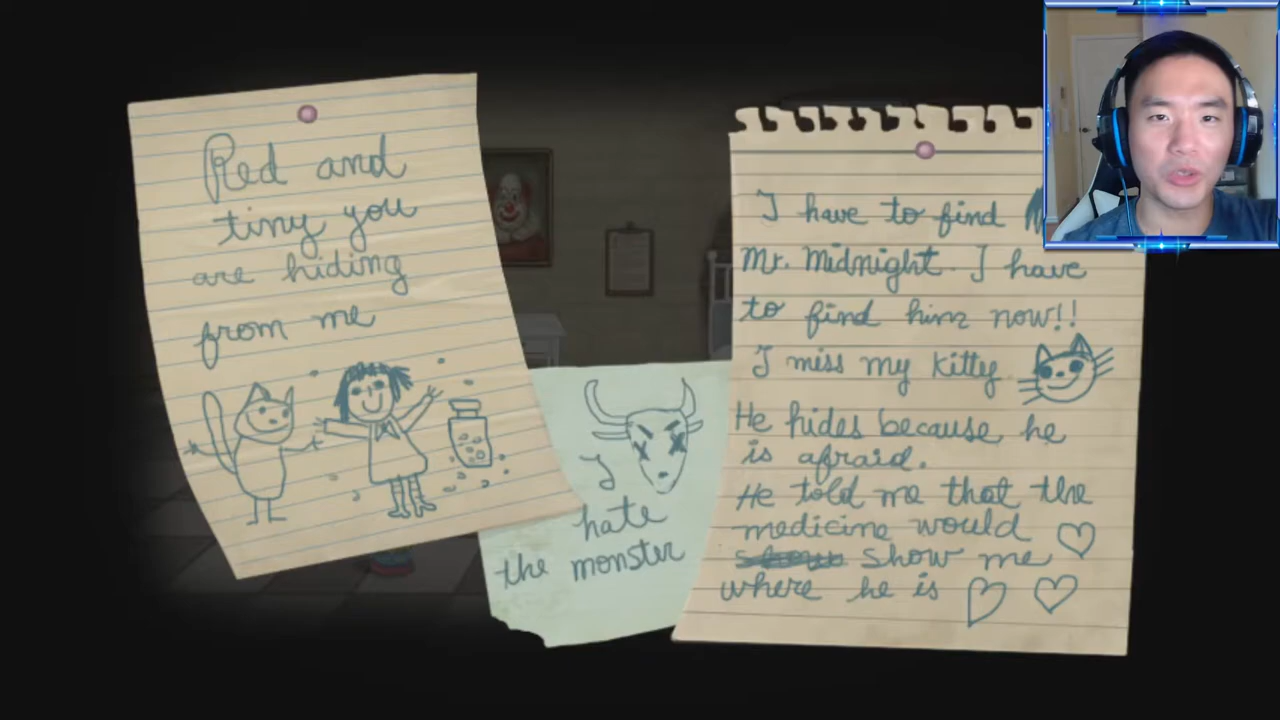 Red and
tiny you
are hiding
from me
I
hate
the monster
I have to find
Mr. Midnight. I have
to find him now!!
I miss my kitty
He hides because he
is afraid.
He told me that the
medicine would
show me
where he is